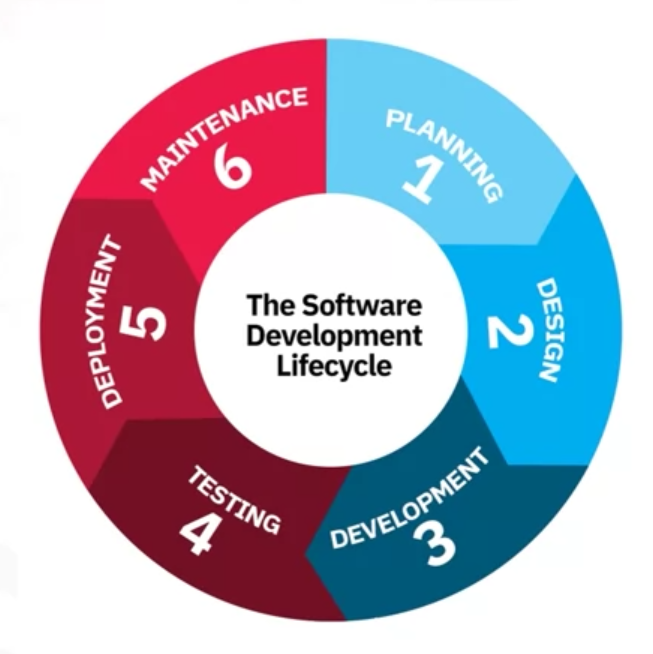 The Software
Development
Lifecycle
PLANNING
1
DESIGN
2
DEVELOPMENT
3
TESTING
4
DEPLOYMENT
5
MAINTENANCE
6